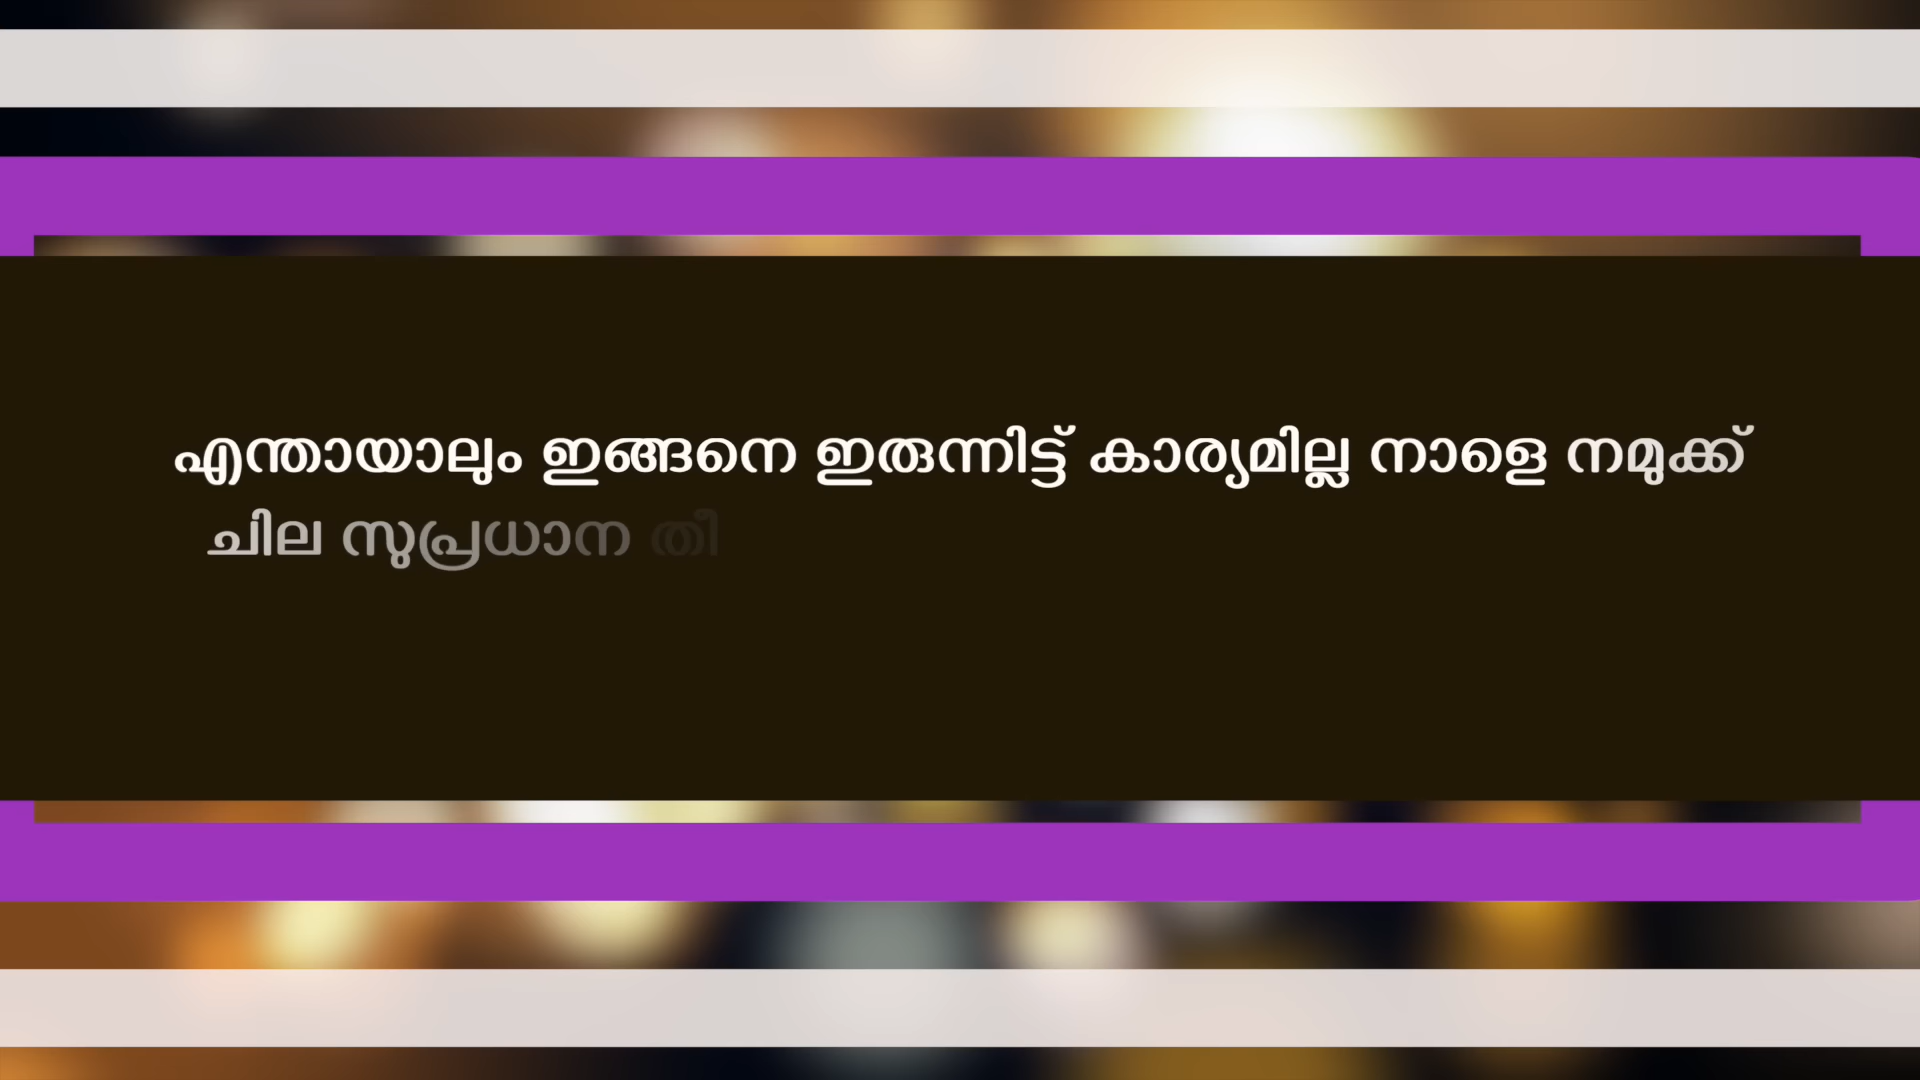 എന്തായാലും ഇങ്ങനെ ഇരുന്നിട്ട് കാര്യമില്ല നാളെ നമുക്ക്
ചില സുപ്രധാന തീ